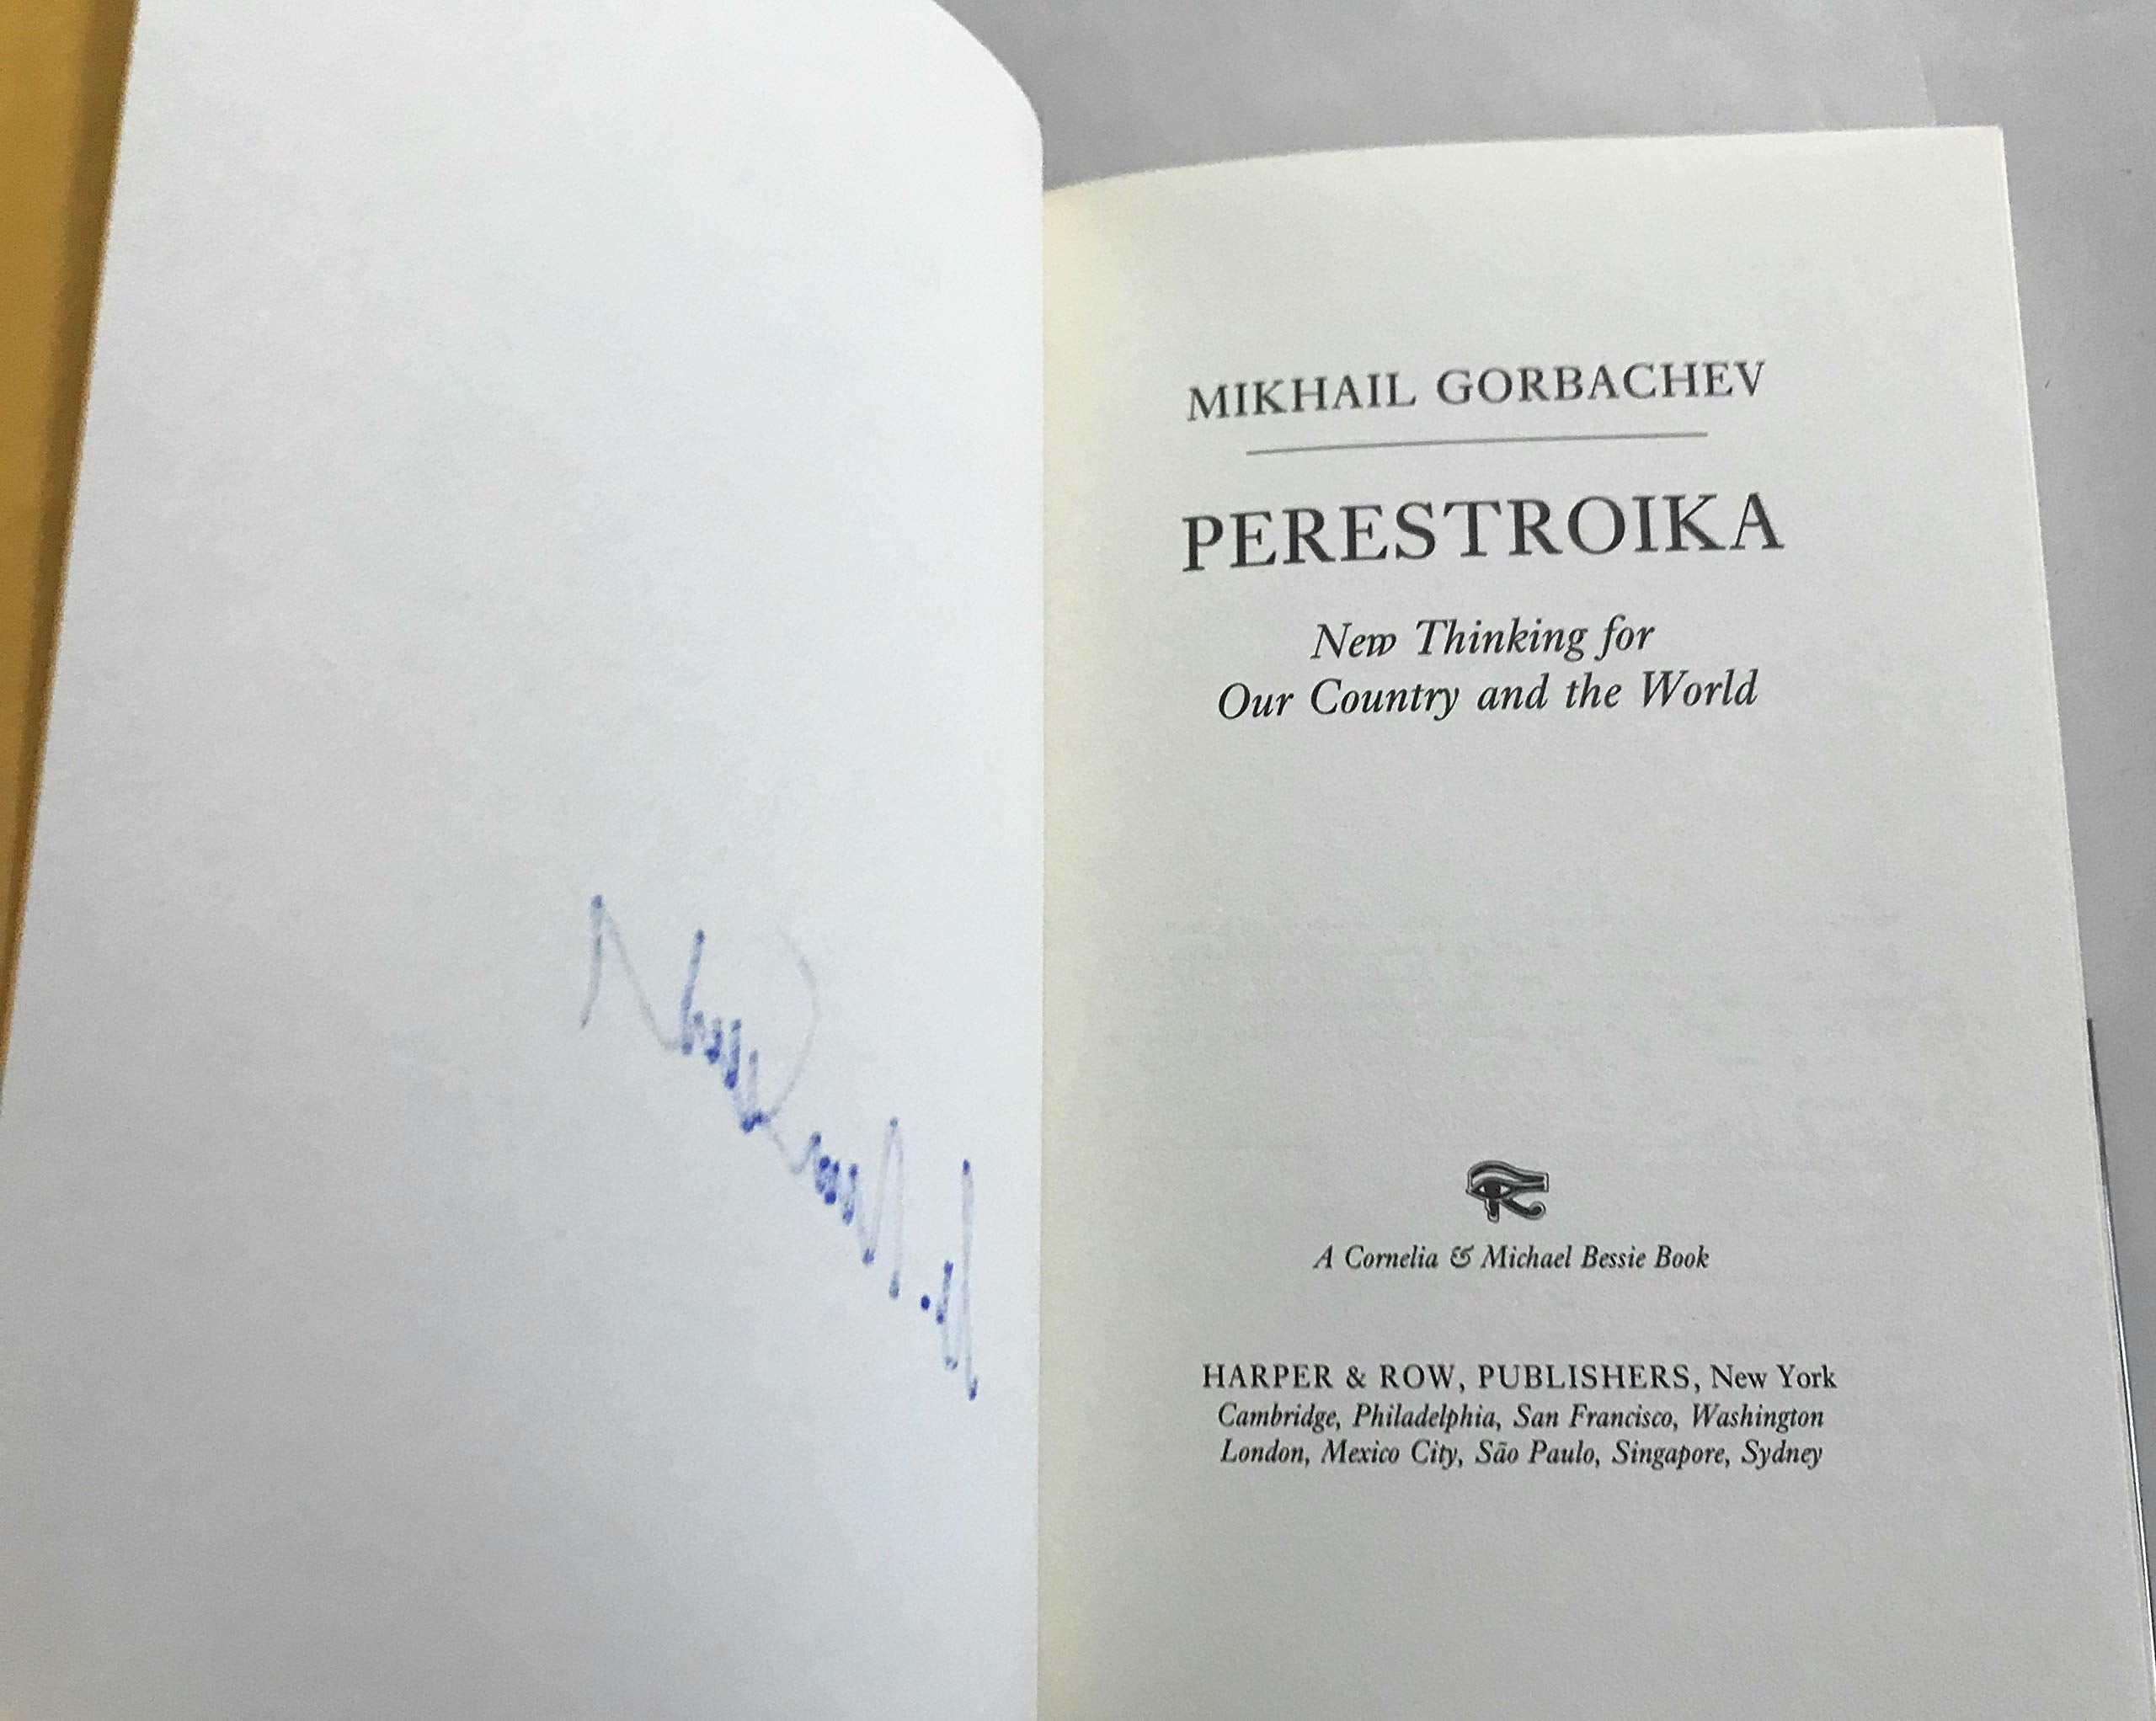 MIKHAIL GORBACHEV
PERESTROIKA
New Thinking for
Our Country and the World
A Cornelia & Michael Bessie Book
HARPER & ROW, PUBLISHERS, New York
Cambridge, Philadelphia, San Francisco, Washington
London, Mexico City, São Paulo, Singapore, Sydney